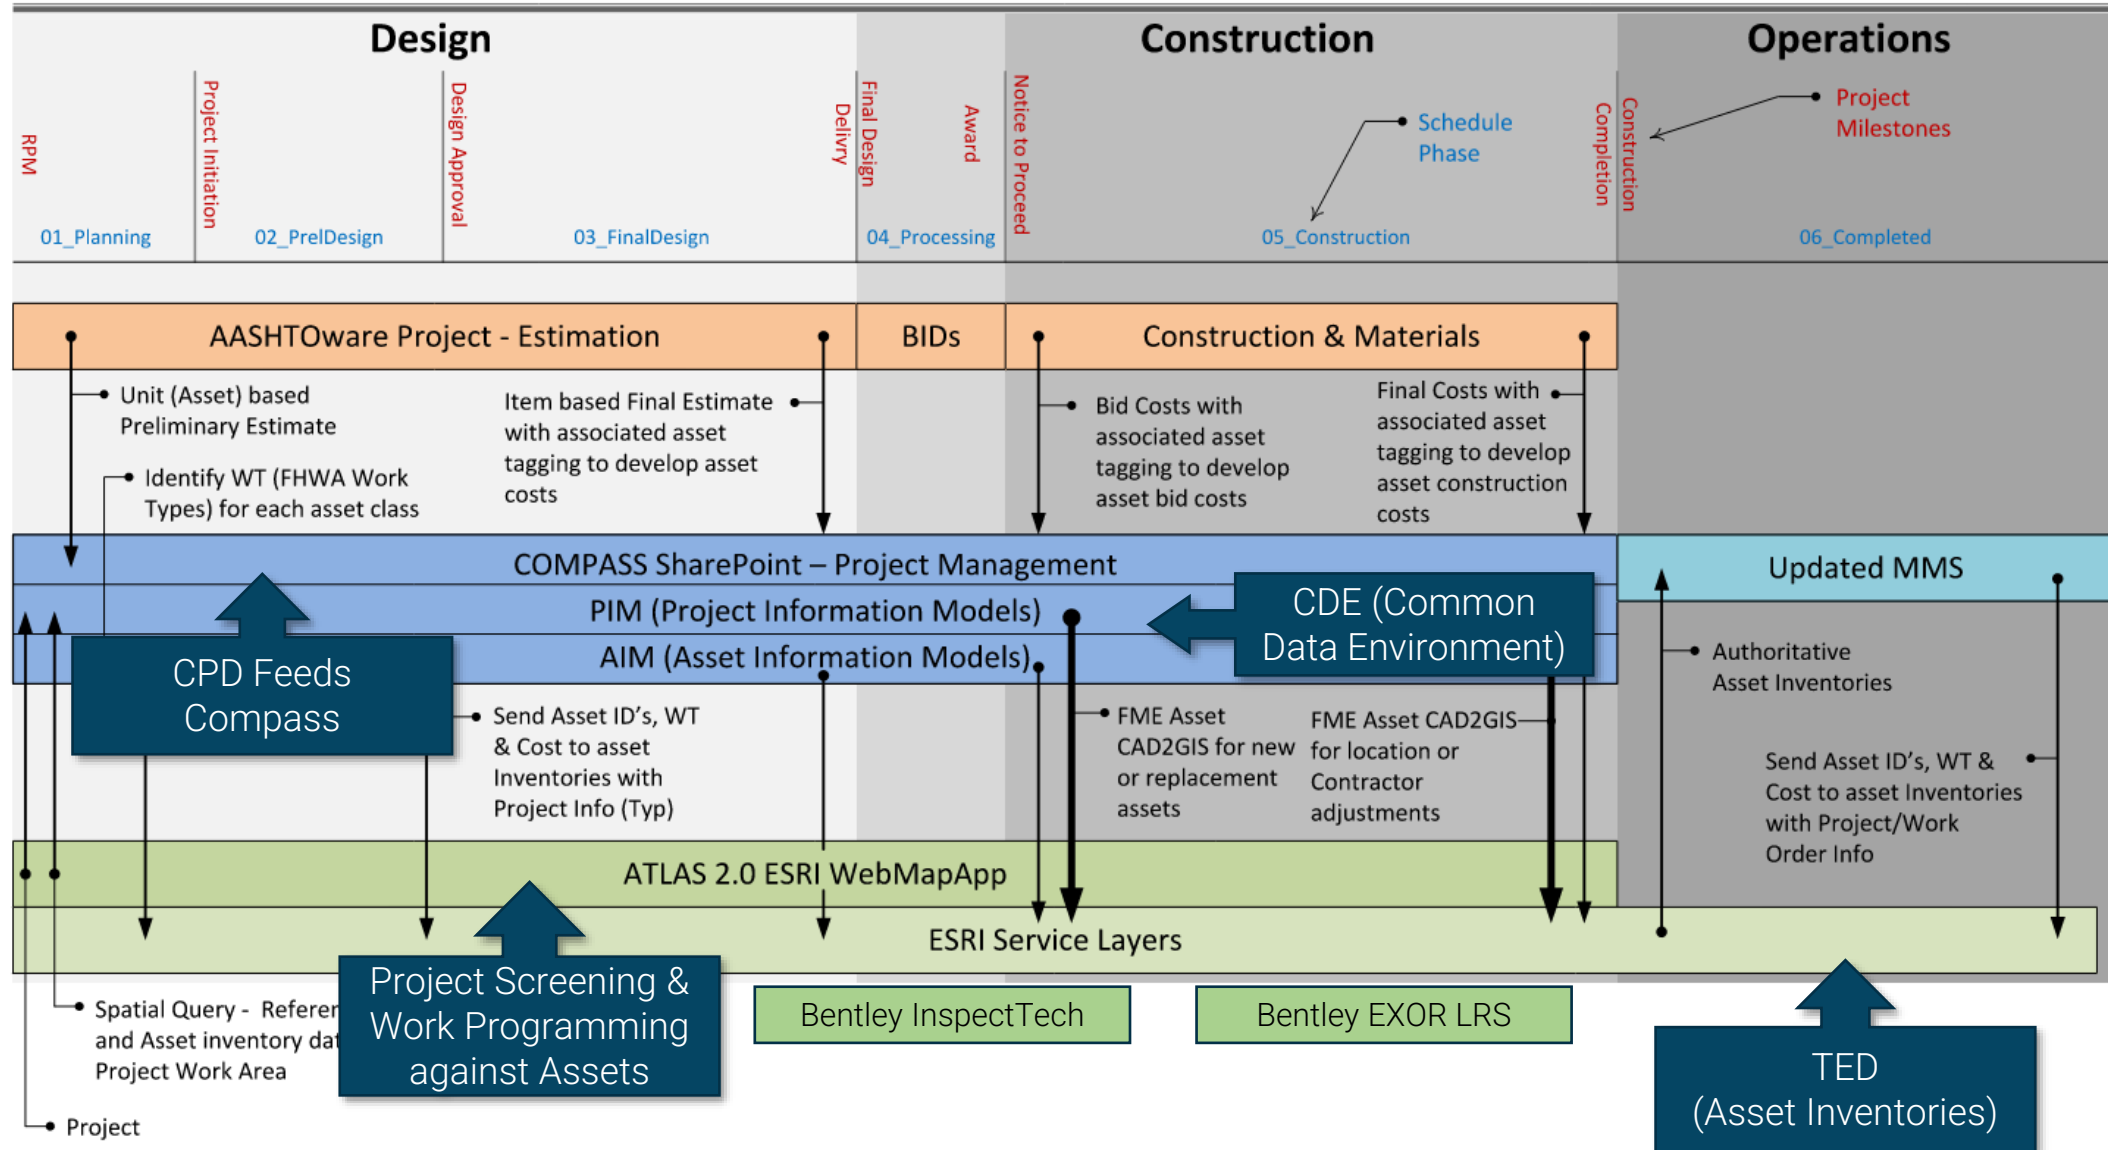 Design
Construction
Operations
RPM
Project Initiation
Design Approval
Final Design
Delivry
Award
Notice to Proceed
Construction
Completion
Schedule
Phase
Project
Milestones
01_Planning
02_PrelDesign
03_FinalDesign
04_Processing
05_Construction
06_Completed
AASHTOware Project - Estimation
BIDs
Construction & Materials
Unit (Asset) based
Preliminary Estimate
Identify WT (FHWA Work
Types) for each asset class
Item based Final Estimate
with associated asset
tagging to develop asset
costs
Bid Costs with
associated asset
tagging to develop
asset bid costs
Final Costs with
associated asset
tagging to develop
asset construction
costs
COMPASS SharePoint – Project Management
PIM (Project Information Models)
AIM (Asset Information Models)
Updated MMS
CPD Feeds
Compass
CDE (Common
Data Environment)
Send Asset ID's, WT
& Cost to asset
Inventories with
Project Info (Typ)
FME Asset
CAD2GIS for new
or replacement
assets
FME Asset CAD2GIS
for location or
Contractor
adjustments
Authoritative
Asset Inventories
Send Asset ID's, WT &
Cost to asset Inventories
with Project/Work
Order Info
ATLAS 2.0 ESRI WebMapApp
ESRI Service Layers
Spatial Query - Referen
and Asset inventory dat
Project Work Area
Project
Project Screening &
Work Programming
against Assets
Bentley InspectTech
Bentley EXOR LRS
TED
(Asset Inventories)